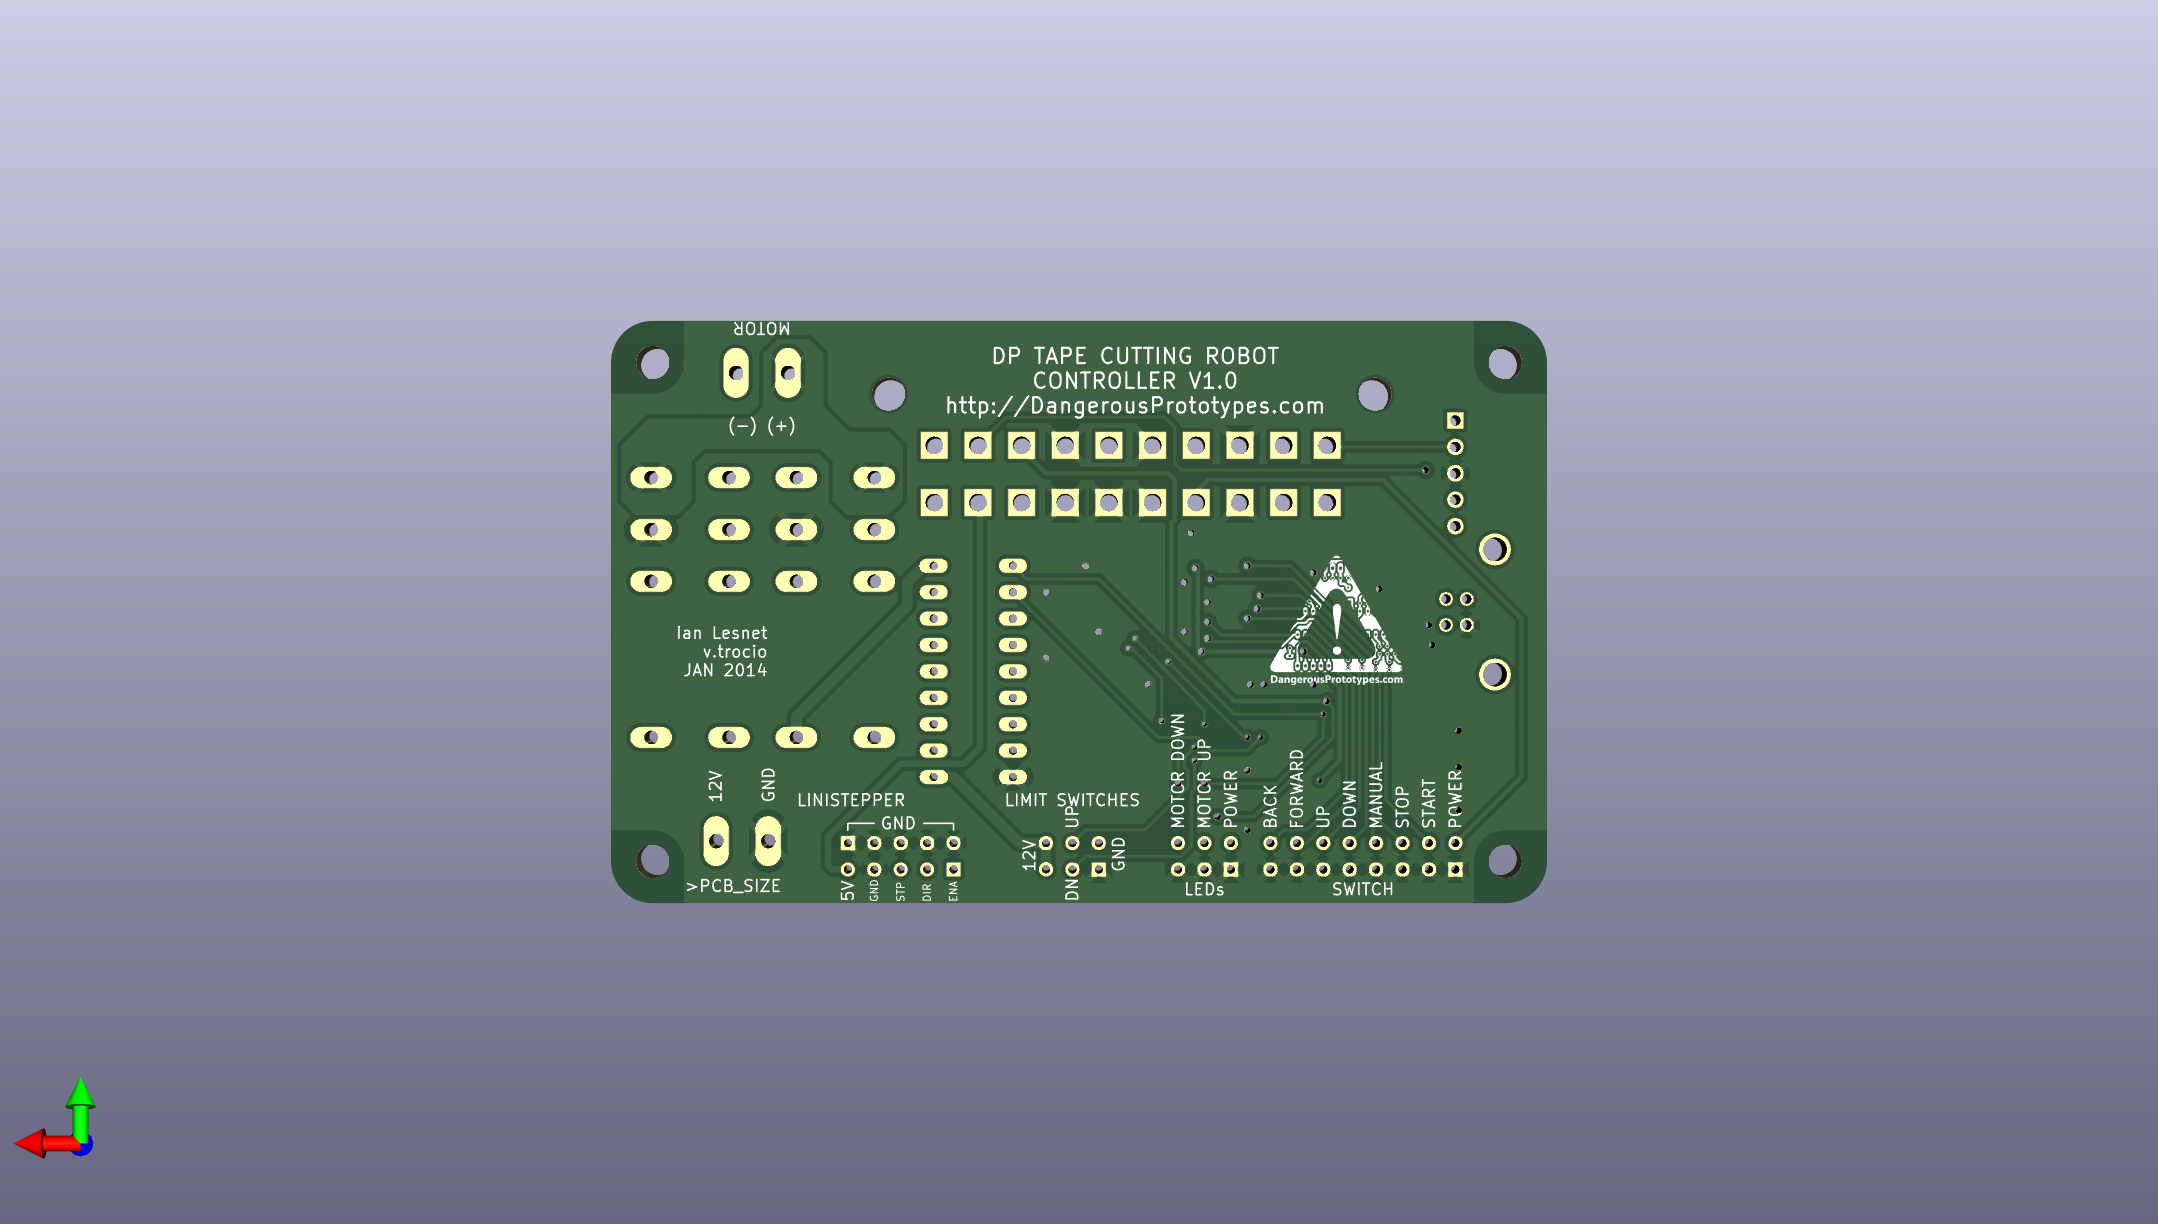 MOTOR
DP TAPE CUTTING ROBOT
CONTROLLER V1.0
http://DangerousPrototypes.com
(-) (+)
Ian Lesnet
v.trocio
JAN 2014
DangerousPrototypes.com
12V
GND
LINISTEPPER
GND
LIMIT SWITCHES
UP
12V
GND
MOTOR DOWN
MOTOR UP
POWER
BACK
FORWARD
UP
DOWN
MANUAL
STOP
START
POWER
>PCB_SIZE
5V
GND
STP
DIR
ENA
DN
LEDs
SWITCH